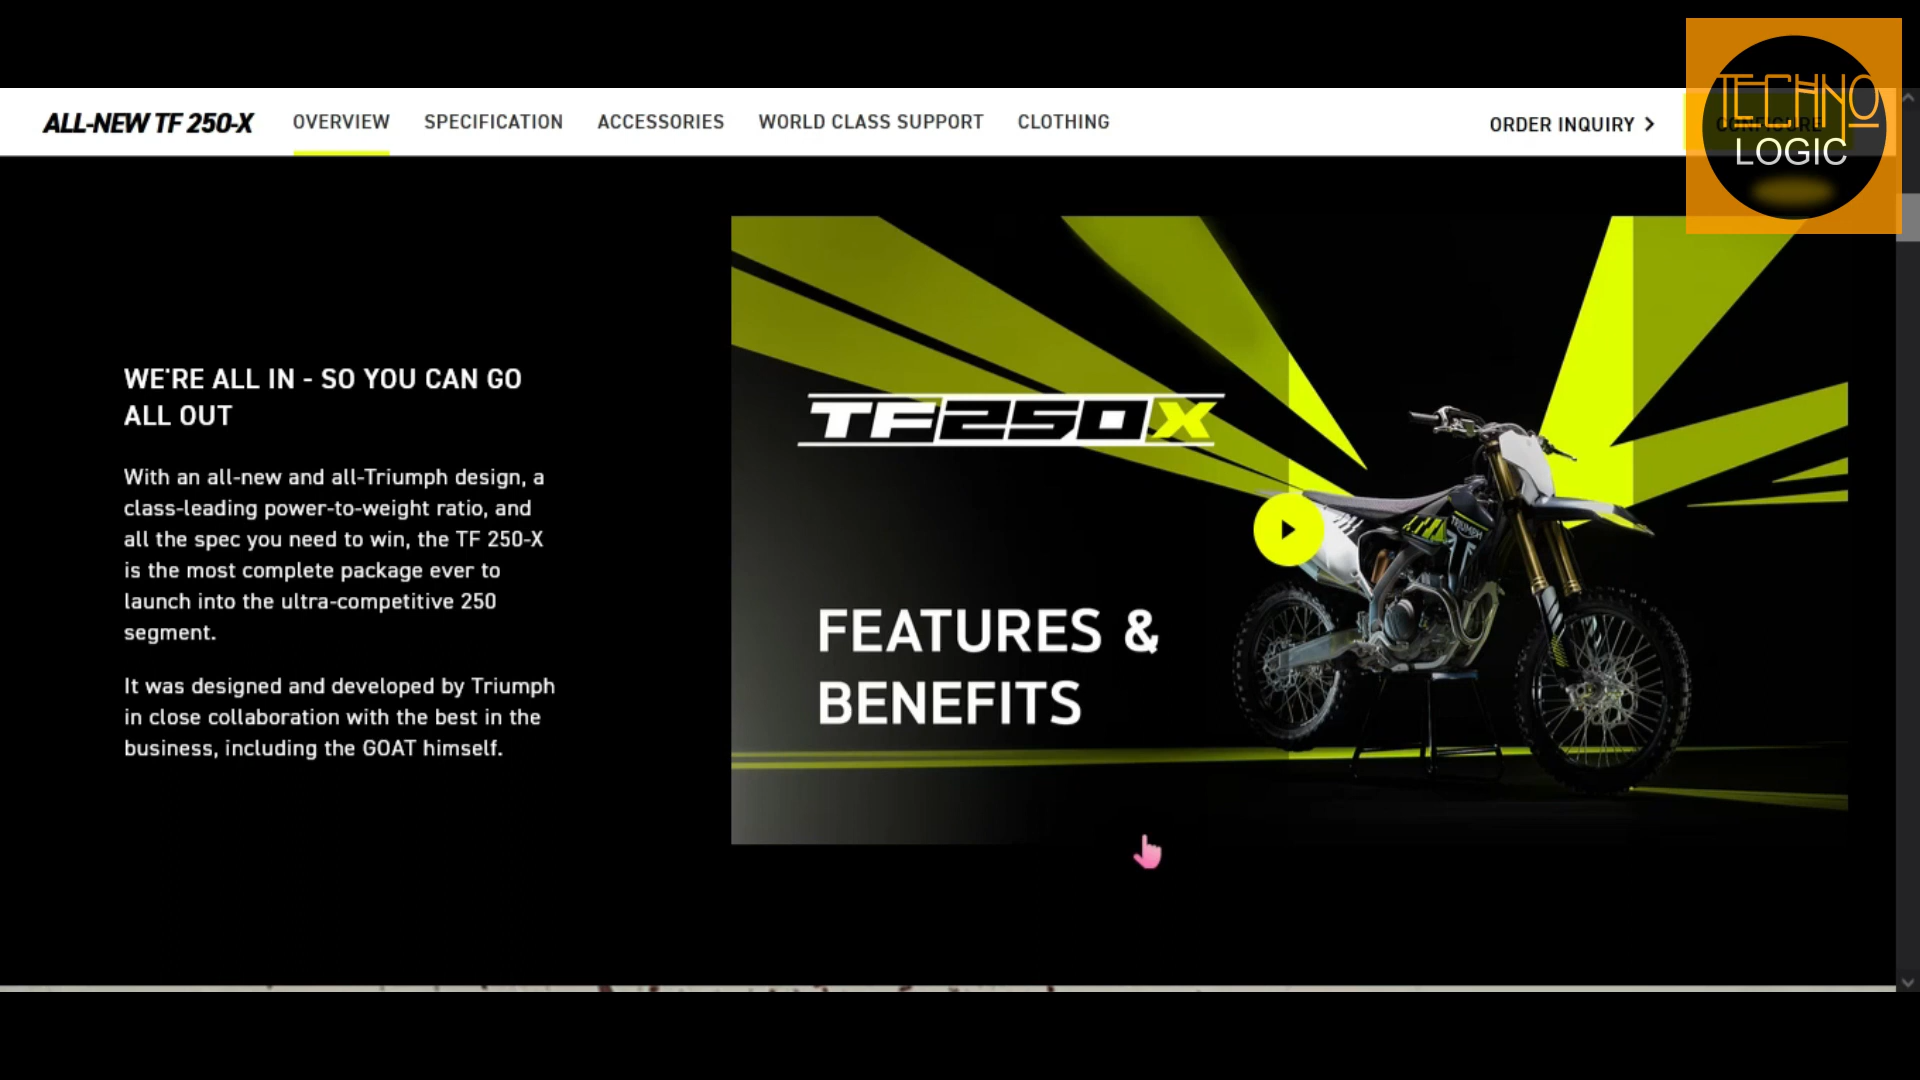 ALL-NEW TF 250-X
OVERVIEW
SPECIFICATION
ACCESSORIES
WORLD CLASS SUPPORT
CLOTHING
ORDER INQUIRY
CONFIGURE
TECHNO
LOGIC
WE'RE ALL IN - SO YOU CAN GO
ALL OUT
With an all-new and all-Triumph design, a
class-leading power-to-weight ratio, and
all the spec you need to win, the TF 250-X
is the most complete package ever to
launch into the ultra-competitive 250
segment.
It was designed and developed by Triumph
in close collaboration with the best in the
business, including the GOAT himself.
TF250X
FEATURES &
BENEFITS
TRIUMPH